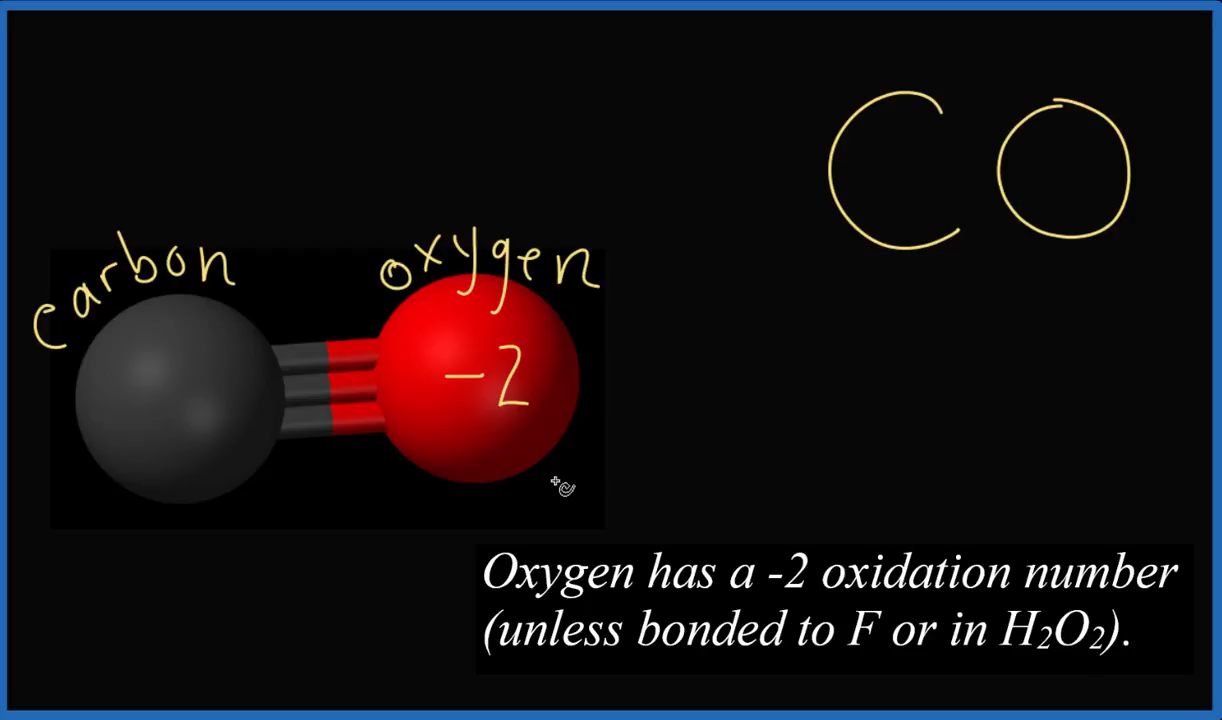 CO
carbon oxygen
-2
Oxygen has a -2 oxidation number
(unless bonded to F or in H₂O₂).